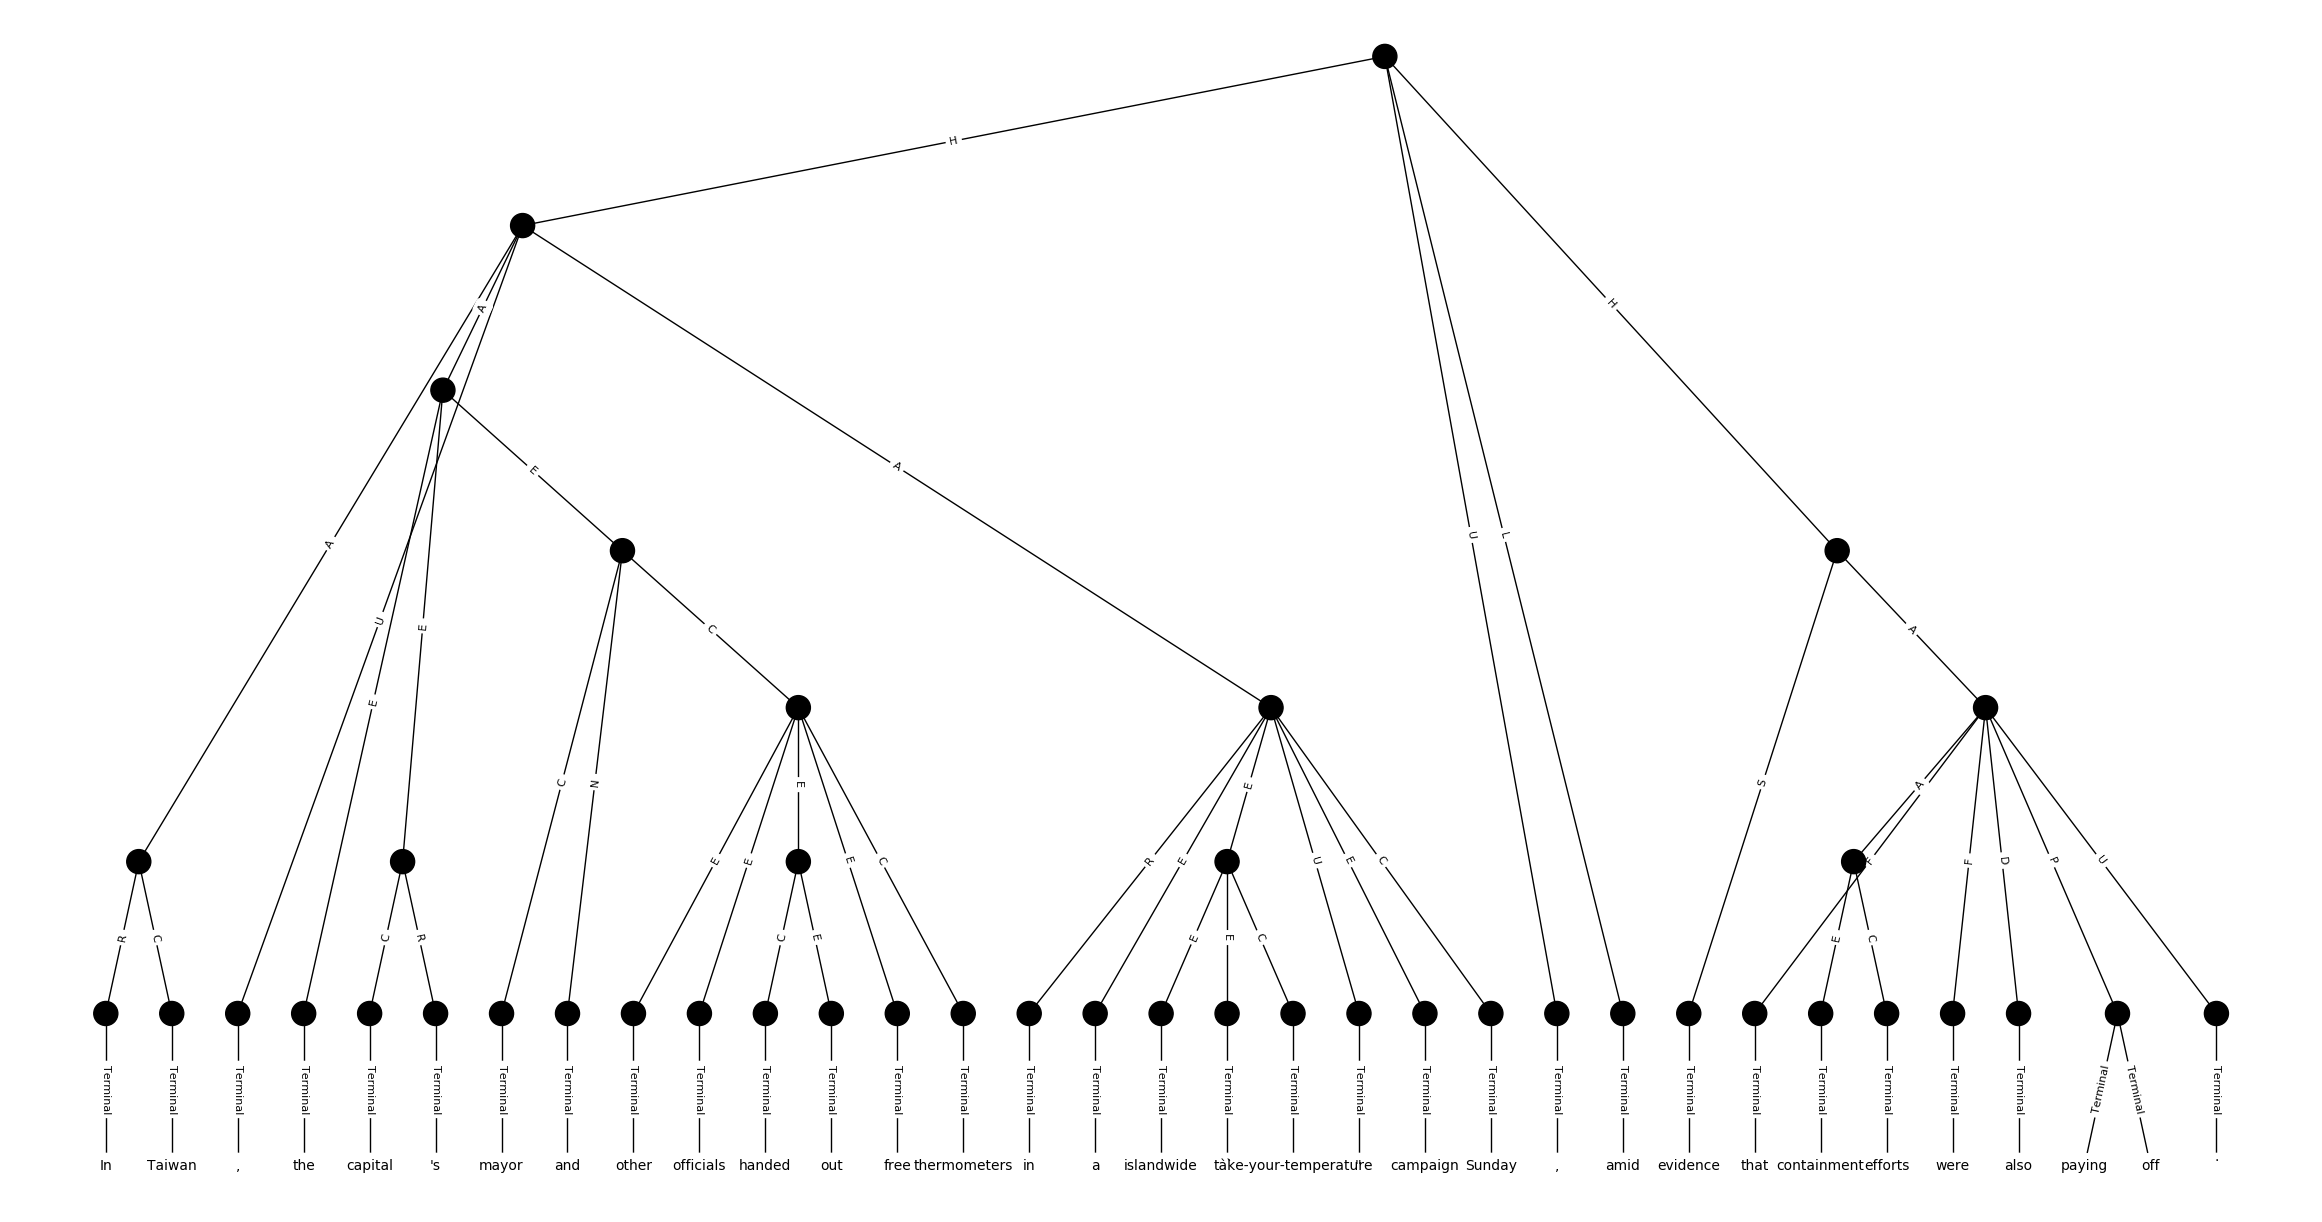 H
A
H
E
A
A
U
L
U
E
E
C
A
C
N
S
E
E
A
R
E
E
E
E
C
U
E
C
F
F
D
P
U
R
C
C
R
C
E
E
E
C
E
C
Terminal Terminal Terminal Terminal Terminal Terminal Terminal Terminal Terminal Terminal Terminal Terminal Terminal Terminal Terminal Terminal Terminal Terminal Terminal Terminal Terminal Terminal Terminal Terminal Terminal Terminal Terminal Terminal Terminal Terminal Terminal Terminal Terminal
In Taiwan , the capital 's mayor and other officials handed out free thermometers in a islandwide `` take-your-temperature '' campaign Sunday , amid evidence that containment efforts were also paying off .